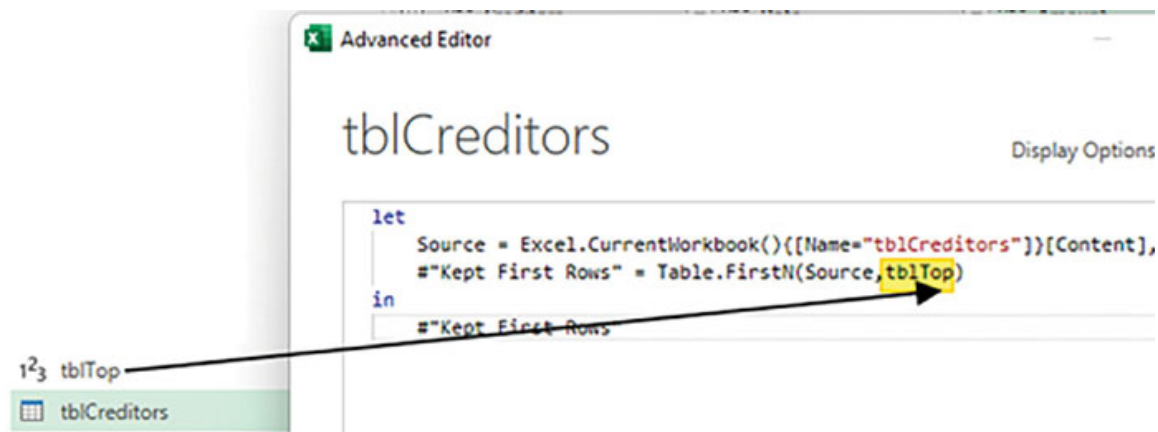 Advanced Editor
tblCreditors
Display Options
let
Source = Excel.CurrentWorkbook(){[Name="tblCreditors"]}[Content],
#"Kept First Rows" = Table.FirstN(Source,tblTop)
in
#"Kept First Rows"
1²3 tblTop
tblCreditors